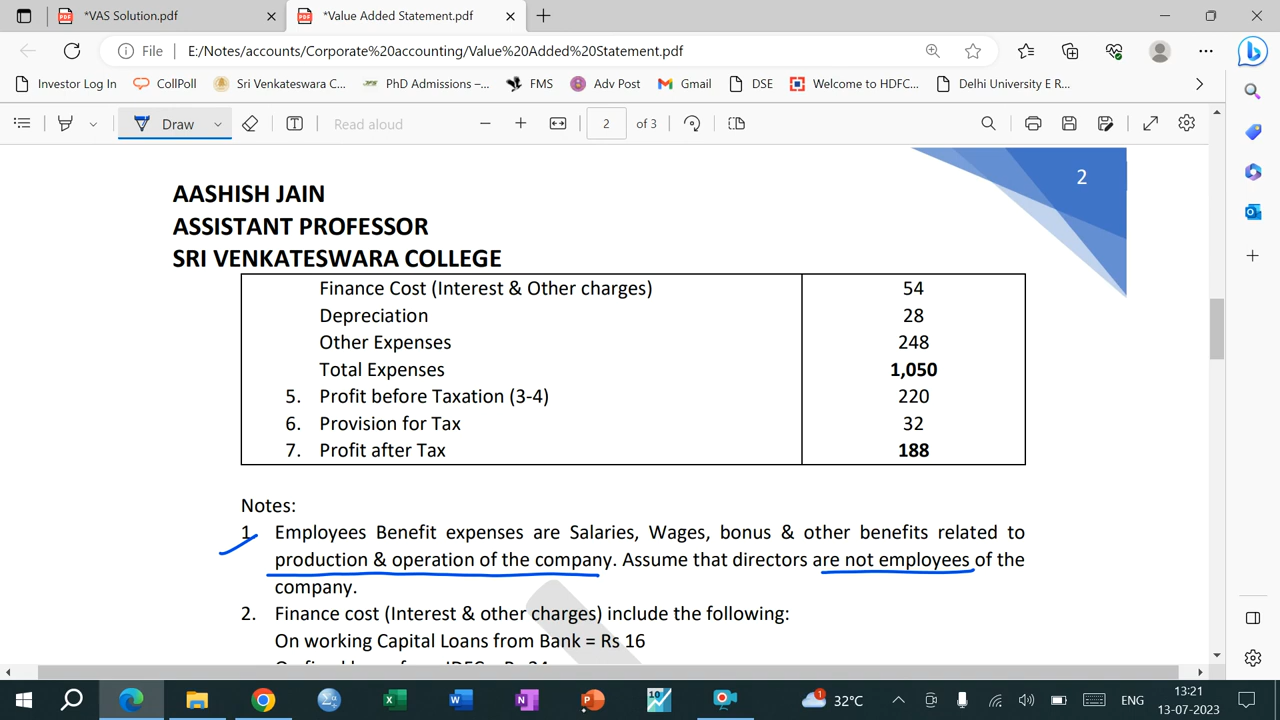 *VAS Solution.pdf
*Value Added Statement.pdf
File
E:/Notes/accounts/Corporate%20accounting/Value%20Added%20Statement.pdf
Investor Login
CollPoll
Sri Venkateswara C...
PhD Admissions –...
FMS
Adv Post
Gmail
DSE
Welcome to HDFC...
Delhi University E R...
Draw
Read aloud
2 of 3
2
AASHISH JAIN
ASSISTANT PROFESSOR
SRI VENKATESWARA COLLEGE
Finance Cost (Interest & Other charges) 54
Depreciation 28
Other Expenses 248
Total Expenses 1,050
5. Profit before Taxation (3-4) 220
6. Provision for Tax 32
7. Profit after Tax 188
Notes:
1. Employees Benefit expenses are Salaries, Wages, bonus & other benefits related to
production & operation of the company. Assume that directors are not employees of the
company.
2. Finance cost (Interest & other charges) include the following:
On working Capital Loans from Bank = Rs 16
1
32°C
ENG
13:21
13-07-2023